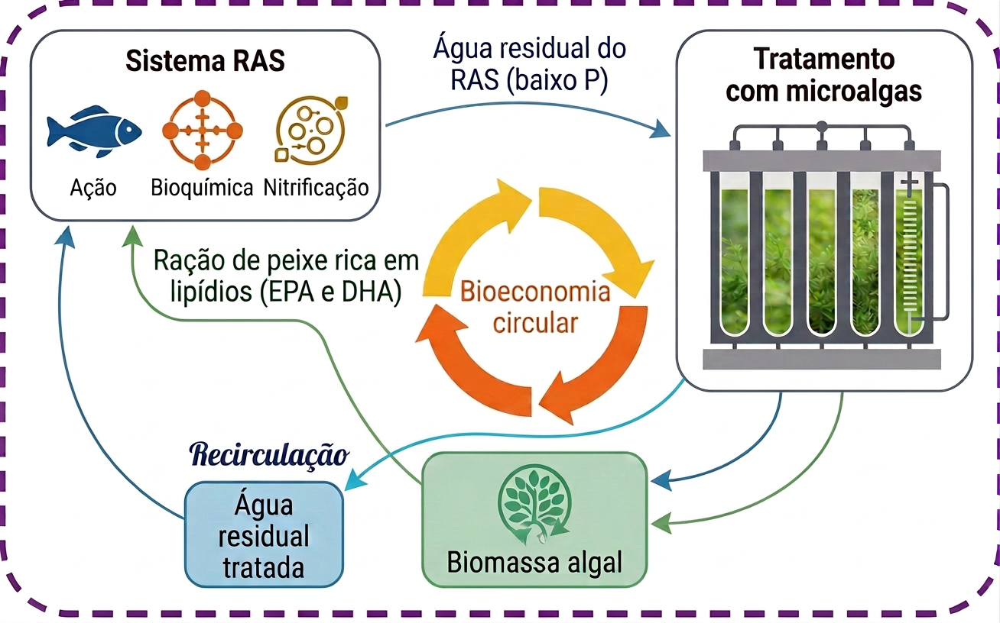 Sistema RAS
Ação
Bioquímica
Nitrificação
Água residual do
RAS (baixo P)
Tratamento
com microalgas
Ração de peixe rica em
lipídios (EPA e DHA)
Bioeconomia
circular
Recirculação
Água
residual
tratada
Biomassa algal